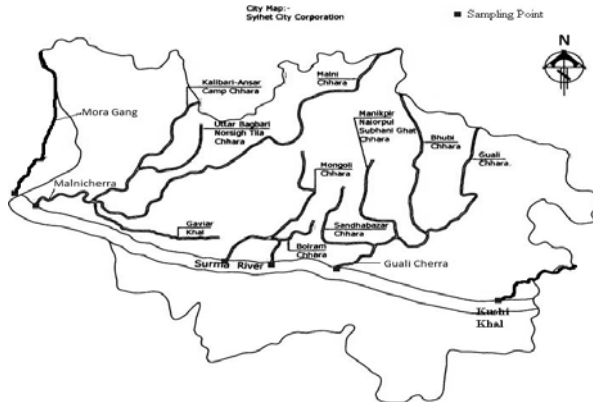 City Map:-
Sylhet City Corporation
Sampling Point
N
Kalibari-Ansar
Camp Chhara
Malni
Chhara
Mora Gang
Uttar Bagbari
Norsigh Tila
Chhara
Manikpir
Naiorpul
Subhani Ghat
Chhara
Bhubi
Chhara
Guali
Chhara.
Malnicherra
Mongoli
Chhara
Gaviar
Khal
Sandhabazar
Chhara
Bolram
Chhara
Surma River
Guali Cherra
Kushi
Khal